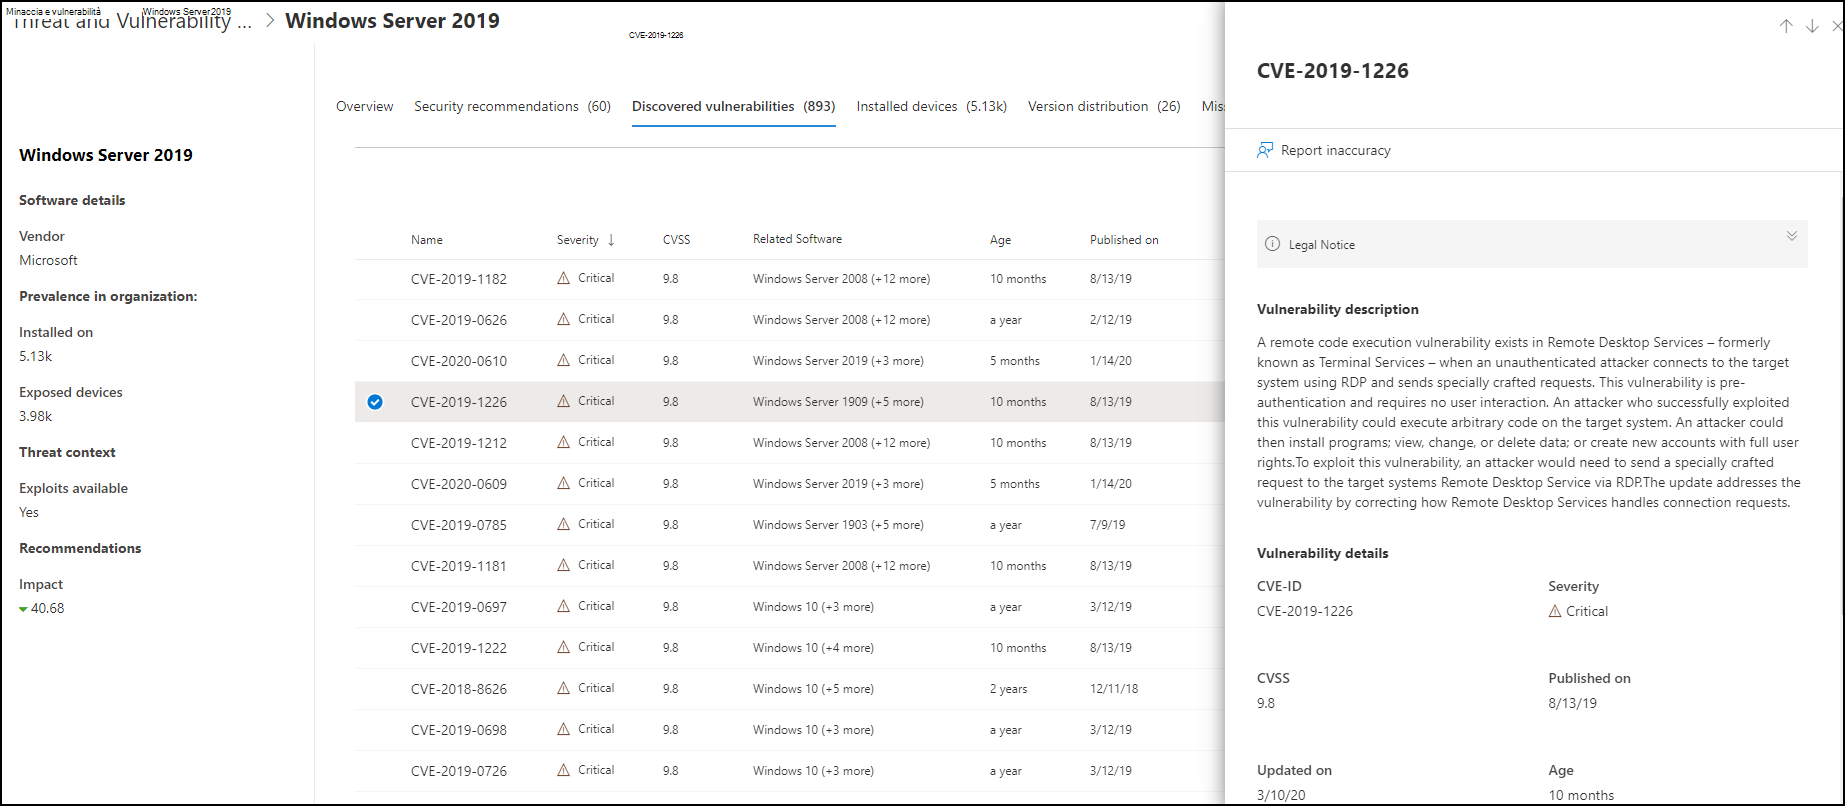 Minaccia e vulnerabilità
Windows Server2019
Threat and Vulnerability ... > Windows Server 2019
CVE-2019-1226
Windows Server 2019
Software details
Vendor
Microsoft
Prevalence in organization:
Installed on
5.13k
Exposed devices
3.98k
Threat context
Exploits available
Yes
Recommendations
Impact
40.68
Overview Security recommendations (60) Discovered vulnerabilities (893) Installed devices (5.13k) Version distribution (26) Mis
Name Severity ↓ CVSS Related Software Age Published on
CVE-2019-1182 Critical 9.8 Windows Server 2008 (+12 more) 10 months 8/13/19
CVE-2019-0626 Critical 9.8 Windows Server 2008 (+12 more) a year 2/12/19
CVE-2020-0610 Critical 9.8 Windows Server 2019 (+3 more) 5 months 1/14/20
CVE-2019-1226 Critical 9.8 Windows Server 1909 (+5 more) 10 months 8/13/19
CVE-2019-1212 Critical 9.8 Windows Server 2008 (+12 more) 10 months 8/13/19
CVE-2020-0609 Critical 9.8 Windows Server 2019 (+3 more) 5 months 1/14/20
CVE-2019-0785 Critical 9.8 Windows Server 1903 (+5 more) a year 7/9/19
CVE-2019-1181 Critical 9.8 Windows Server 2008 (+12 more) 10 months 8/13/19
CVE-2019-0697 Critical 9.8 Windows 10 (+3 more) a year 3/12/19
CVE-2019-1222 Critical 9.8 Windows 10 (+4 more) 10 months 8/13/19
CVE-2018-8626 Critical 9.8 Windows 10 (+5 more) 2 years 12/11/18
CVE-2019-0698 Critical 9.8 Windows 10 (+3 more) a year 3/12/19
CVE-2019-0726 Critical 9.8 Windows 10 (+3 more) a year 3/12/19
CVE-2019-1226
Report inaccuracy
Legal Notice
Vulnerability description
A remote code execution vulnerability exists in Remote Desktop Services – formerly
known as Terminal Services – when an unauthenticated attacker connects to the target
system using RDP and sends specially crafted requests. This vulnerability is pre-
authentication and requires no user interaction. An attacker who successfully exploited
this vulnerability could execute arbitrary code on the target system. An attacker could
then install programs; view, change, or delete data; or create new accounts with full user
rights.To exploit this vulnerability, an attacker would need to send a specially crafted
request to the target systems Remote Desktop Service via RDP.The update addresses the
vulnerability by correcting how Remote Desktop Services handles connection requests.
Vulnerability details
CVE-ID Severity
CVE-2019-1226 Critical
CVSS Published on
9.8 8/13/19
Updated on Age
3/10/20 10 months